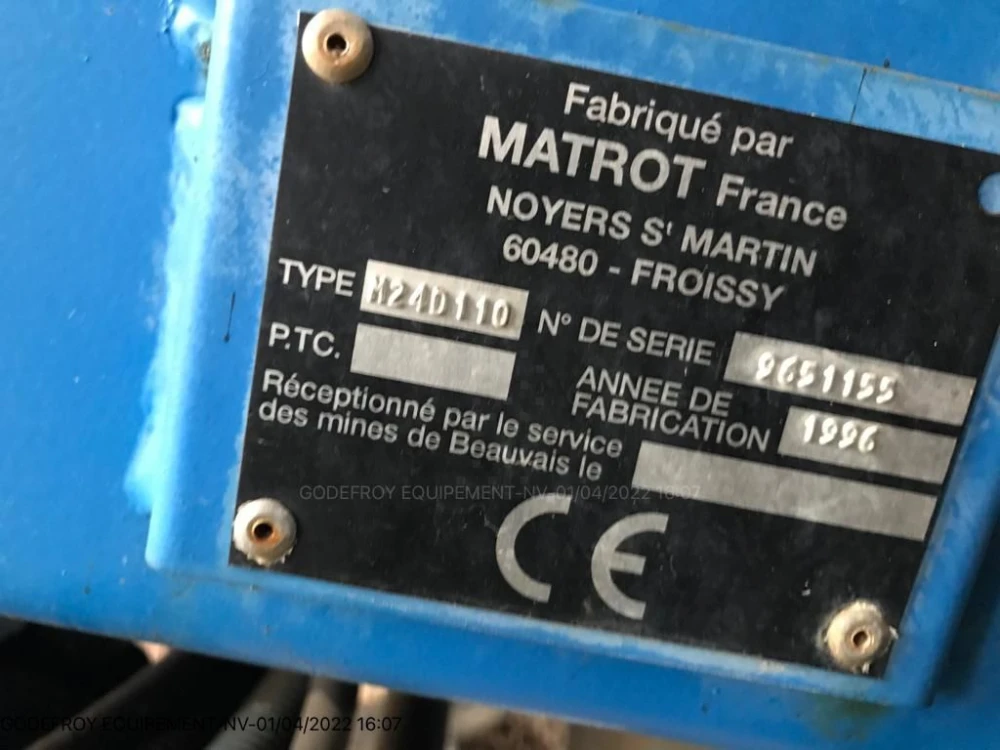 Fabriqué par
MATROT France
NOYERS Sᵗ MARTIN
60480 - FROISSY
TYPE M24D110 N° DE SERIE 9651155
P.TC. ANNEE DE FABRICATION 1996
Réceptionné par le service
des mines de Beauvais le
GODEFROY EQUIPEMENT-NV-01/04/2022 16:07
CE
GODEFROY EQUIPEMENT-NV-01/04/2022 16:07